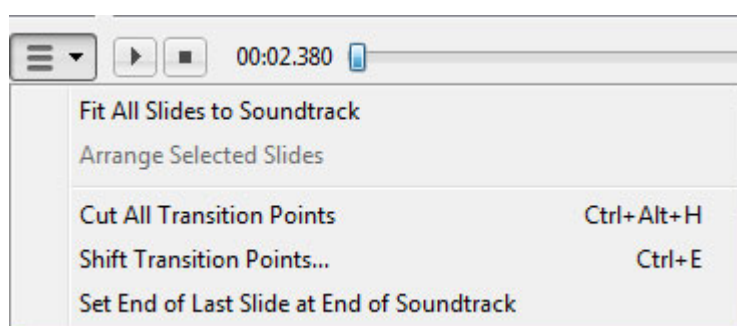 00:02.380
Fit All Slides to Soundtrack
Arrange Selected Slides
Cut All Transition Points Ctrl+Alt+H
Shift Transition Points... Ctrl+E
Set End of Last Slide at End of Soundtrack